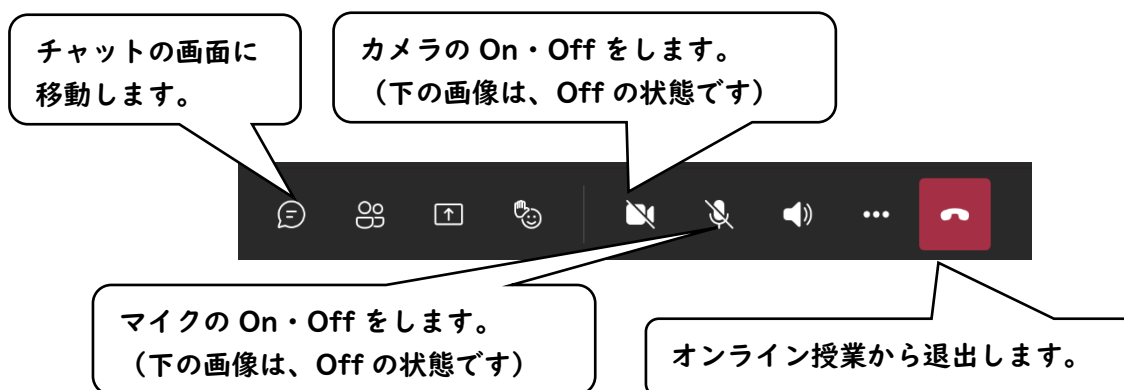 チャットの画面に
移動します。
カメラの On・Off をします。
（下の画像は、Off の状態です）
マイクの On・Off をします。
（下の画像は、Off の状態です）
オンライン授業から退出します。